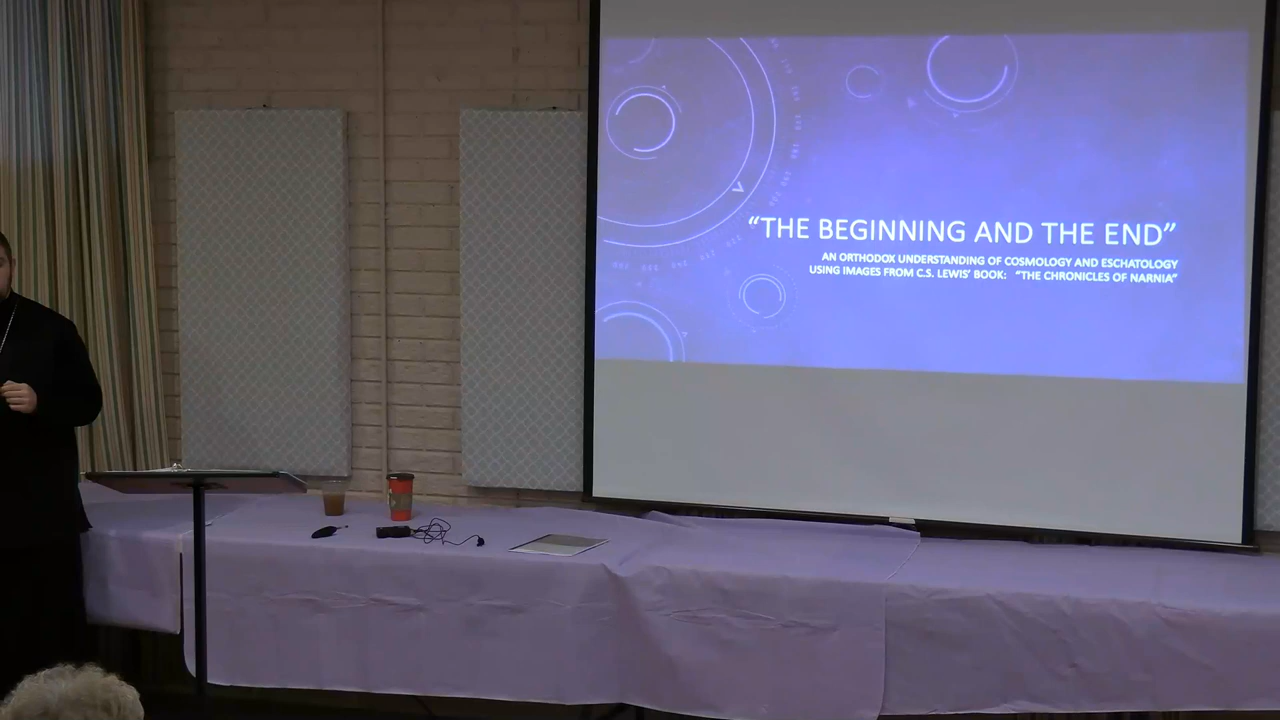 “THE BEGINNING AND THE END”
AN ORTHODOX UNDERSTANDING OF COSMOLOGY AND ESCHATOLOGY
USING IMAGES FROM C.S. LEWIS’ BOOK: “THE CHRONICLES OF NARNIA”